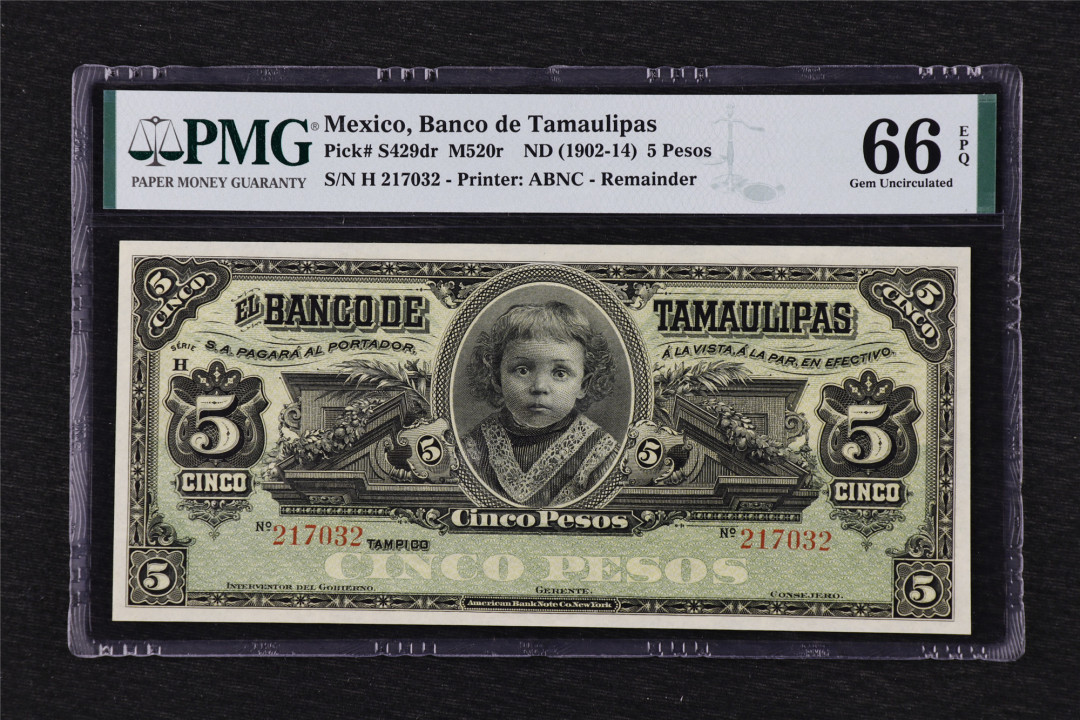 PMG®
PAPER MONEY GUARANTY
Mexico, Banco de Tamaulipas
Pick# S429dr M520r ND (1902-14) 5 Pesos
S/N H 217032 - Printer: ABNC - Remainder
66 EPQ
Gem Uncirculated
5 CINCO
5 CINCO
EL BANCO DE TAMAULIPAS
SÉRIE H
S.A. PAGARÁ AL PORTADOR, Á LA VISTA, Á LA PAR, EN EFECTIVO.
5 CINCO
5
5
5 CINCO
CINCO PESOS
Nº 217032 TAMPICO
Nº 217032
CINCO PESOS
5
5
INTERVENTOR DEL GOBIERNO. GERENTE. CONSEJERO.
American Bank Note Co. New York